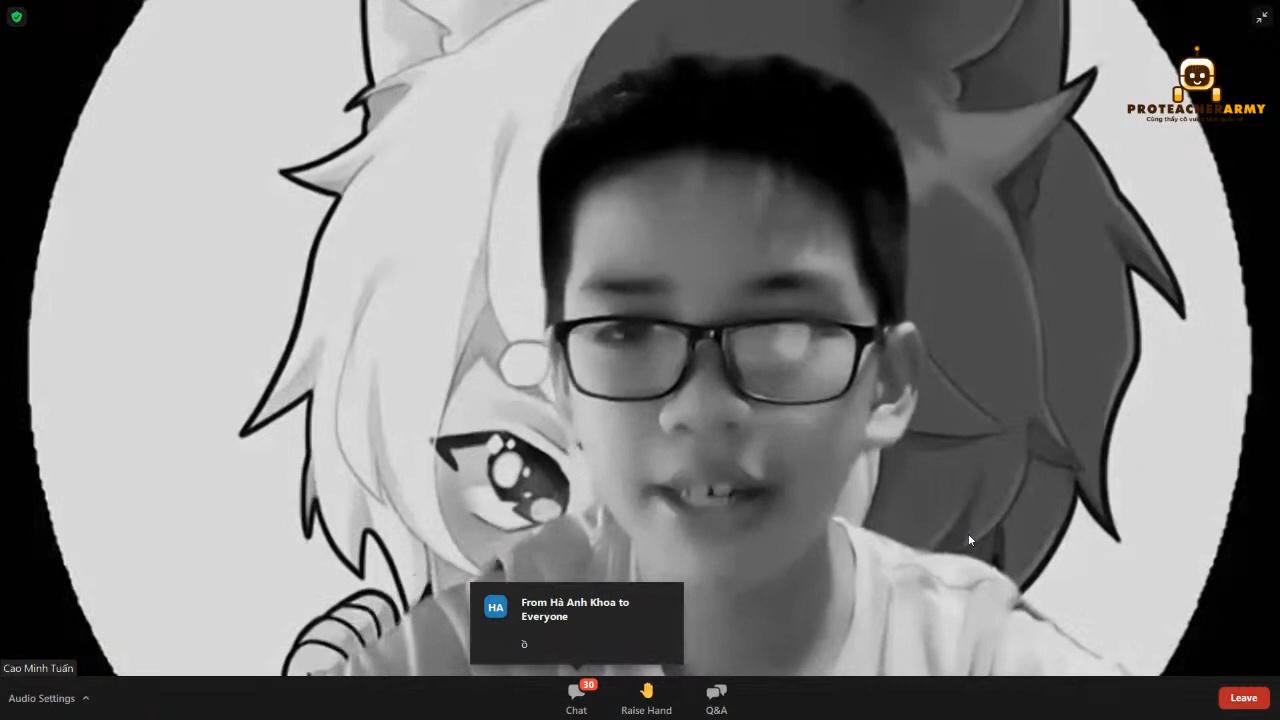 PROTEACHERARMY
Cao Minh Tuấn
HA
From Hà Anh Khoa to
Everyone
ồ
Audio Settings
30
Chat
Raise Hand
Q&A
Leave